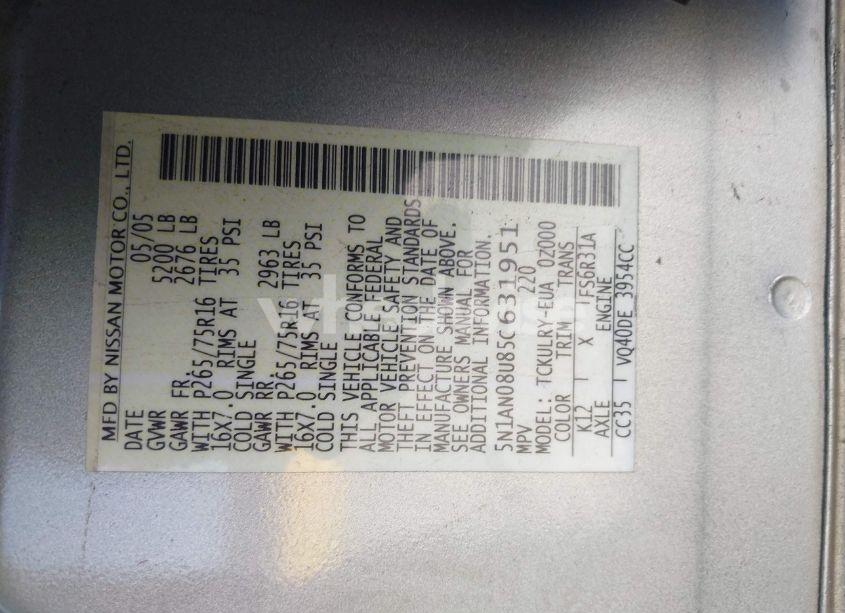 MFD BY NISSAN MOTOR CO., LTD.
DATE 05/05
GVWR 5200 LB
GAWR FR. 2676 LB
WITH P265/75R16 TIRES
16X7.0 RIMS AT 35 PSI
COLD SINGLE
GAWR RR. 2963 LB
WITH P265/75R16 TIRES
16X7.0 RIMS AT 35 PSI
COLD SINGLE
THIS VEHICLE CONFORMS TO
ALL APPLICABLE FEDERAL
MOTOR VEHICLE SAFETY AND
THEFT PREVENTION STANDARDS
IN EFFECT ON THE DATE OF
MANUFACTURE SHOWN ABOVE.
SEE OWNERS MANUAL FOR
ADDITIONAL INFORMATION.
5N1AN08U85C631951
MPV 220
MODEL: TCKULRY-EUA 0Z000
COLOR TRIM TRANS
K12 X FS6R31A
AXLE ENGINE
CC35 VQ40DE 3954CC